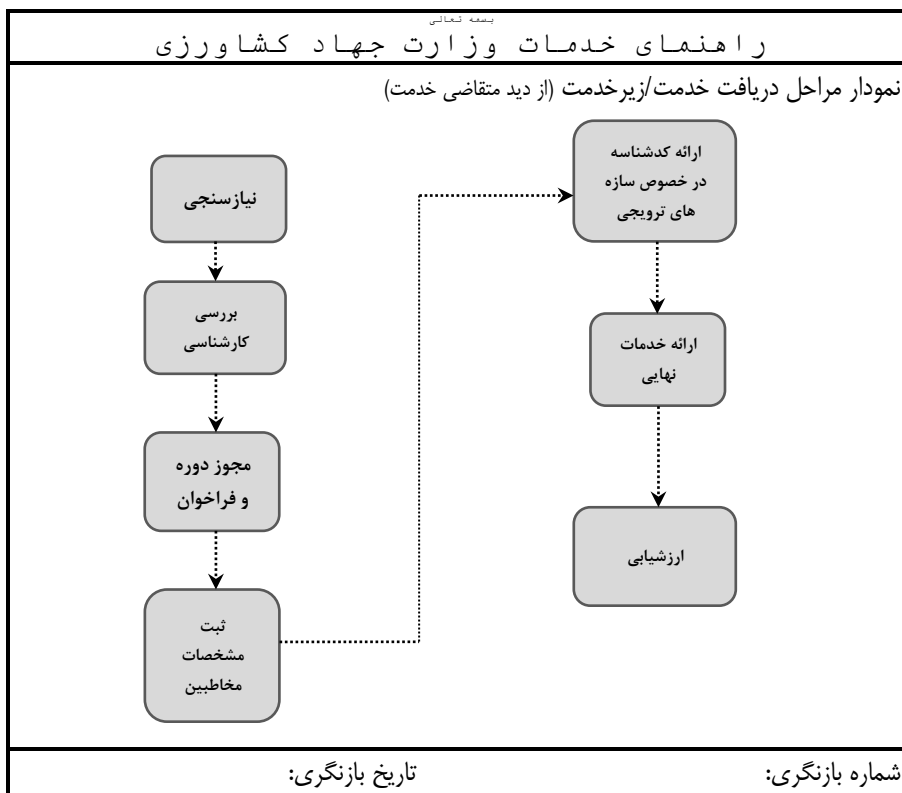 بسمه تعالی
راهنمای خدمات وزارت جهاد کشاورزی
نمودار مراحل دریافت خدمت/زیرخدمت (از دید متقاضی خدمت)
نیازسنجی
بررسی
کارشناسی
مجوز دوره
و فراخوان
ثبت
مشخصات
مخاطبین
ارائه کدشناسه
در خصوص سازه
های ترویجی
ارائه خدمات
نهایی
ارزشیابی
شماره بازنگری: تاریخ بازنگری: